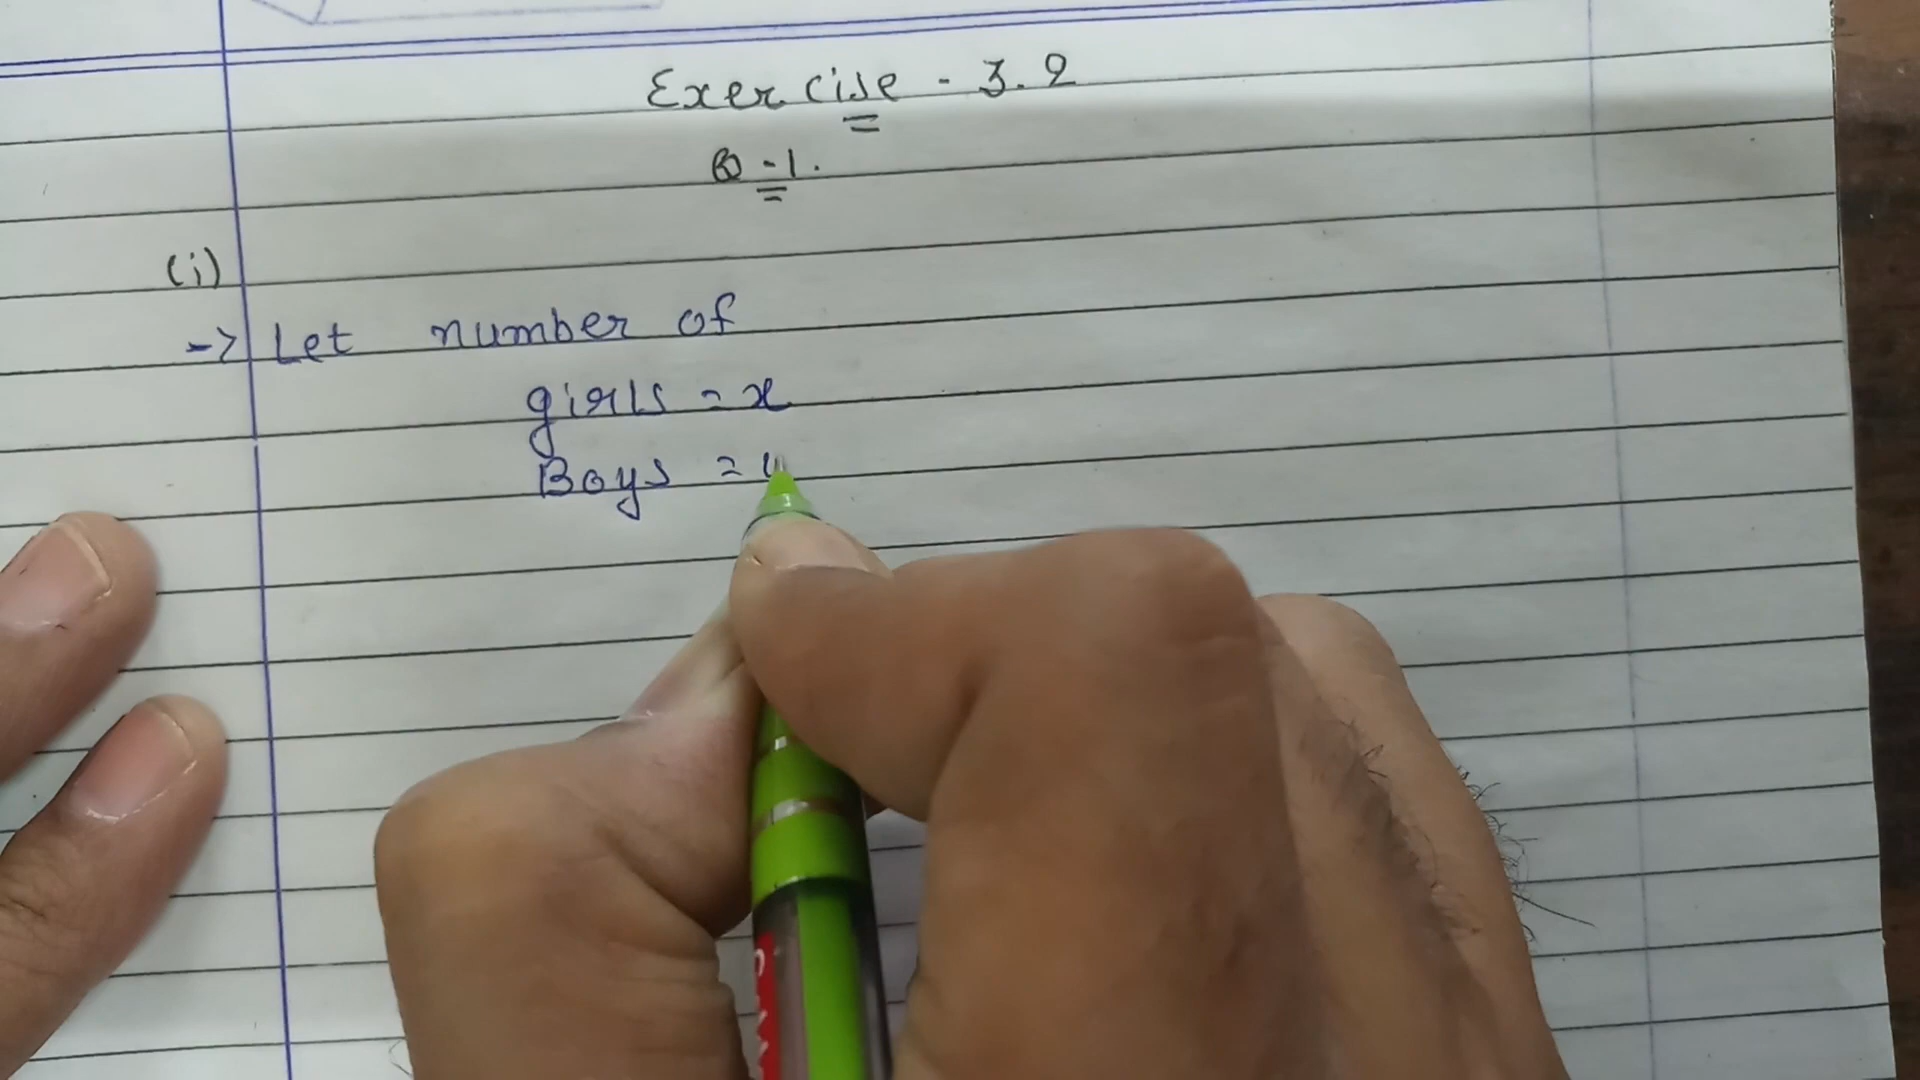 Exercise - 3.2
Q-1.
(i)
-> Let number of
girls = x
Boys =